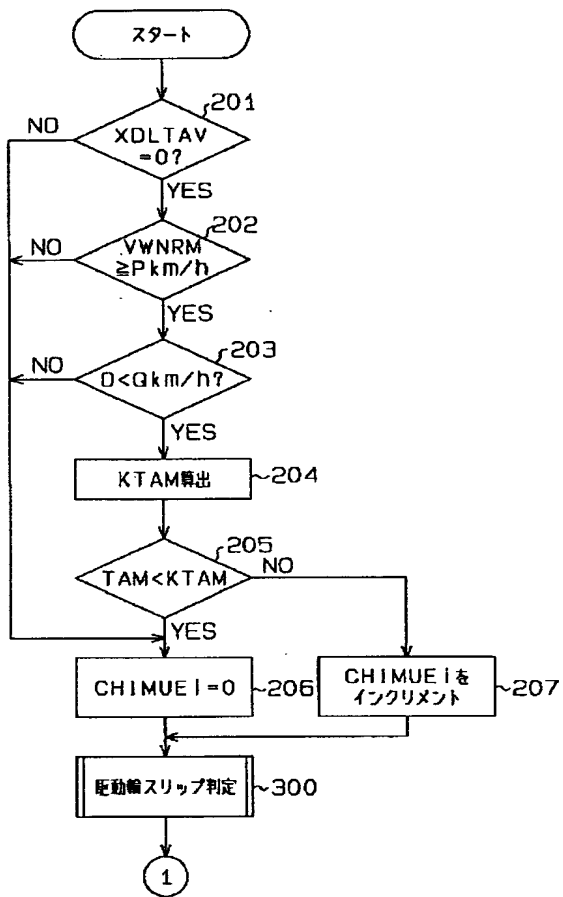 スタート
201
NO
XDLTAV
=0?
YES
202
NO
VWNRM
≧Pkm/h
YES
203
NO
D<Qkm/h?
YES
KTAM算出
204
205
TAM<KTAM
NO
YES
CHIMUEi=0
206
CHIMUEiを
インクリメント
207
駆動輪スリップ判定
300
1